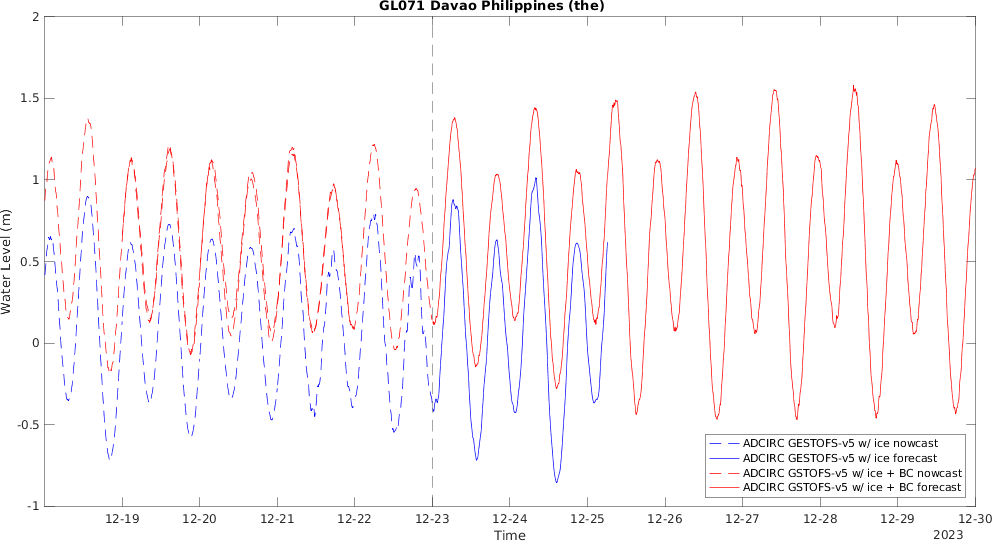 GL071 Davao Philippines (the)
2
1.5
1
0.5
0
-0.5
-1
Water Level (m)
12-19 12-20 12-21 12-22 12-23 12-24 12-25 12-26 12-27 12-28 12-29 12-30
Time
2023
ADCIRC GESTOFS-v5 w/ ice nowcast
ADCIRC GESTOFS-v5 w/ ice forecast
ADCIRC GSTOFS-v5 w/ ice + BC nowcast
ADCIRC GSTOFS-v5 w/ ice + BC forecast